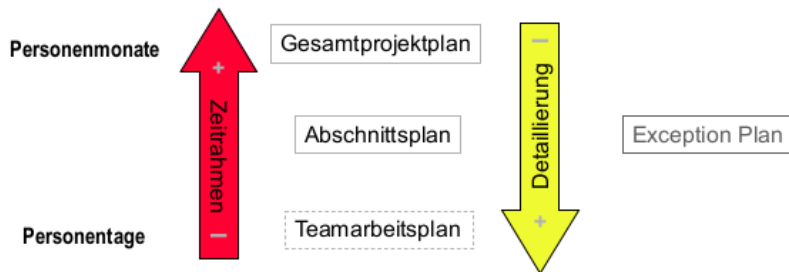 Personenmonate
Gesamtprojektplan
+
−
Zeitrahmen
Abschnittsplan
Detaillierung
Exception Plan
Personentage
−
Teamarbeitsplan
+